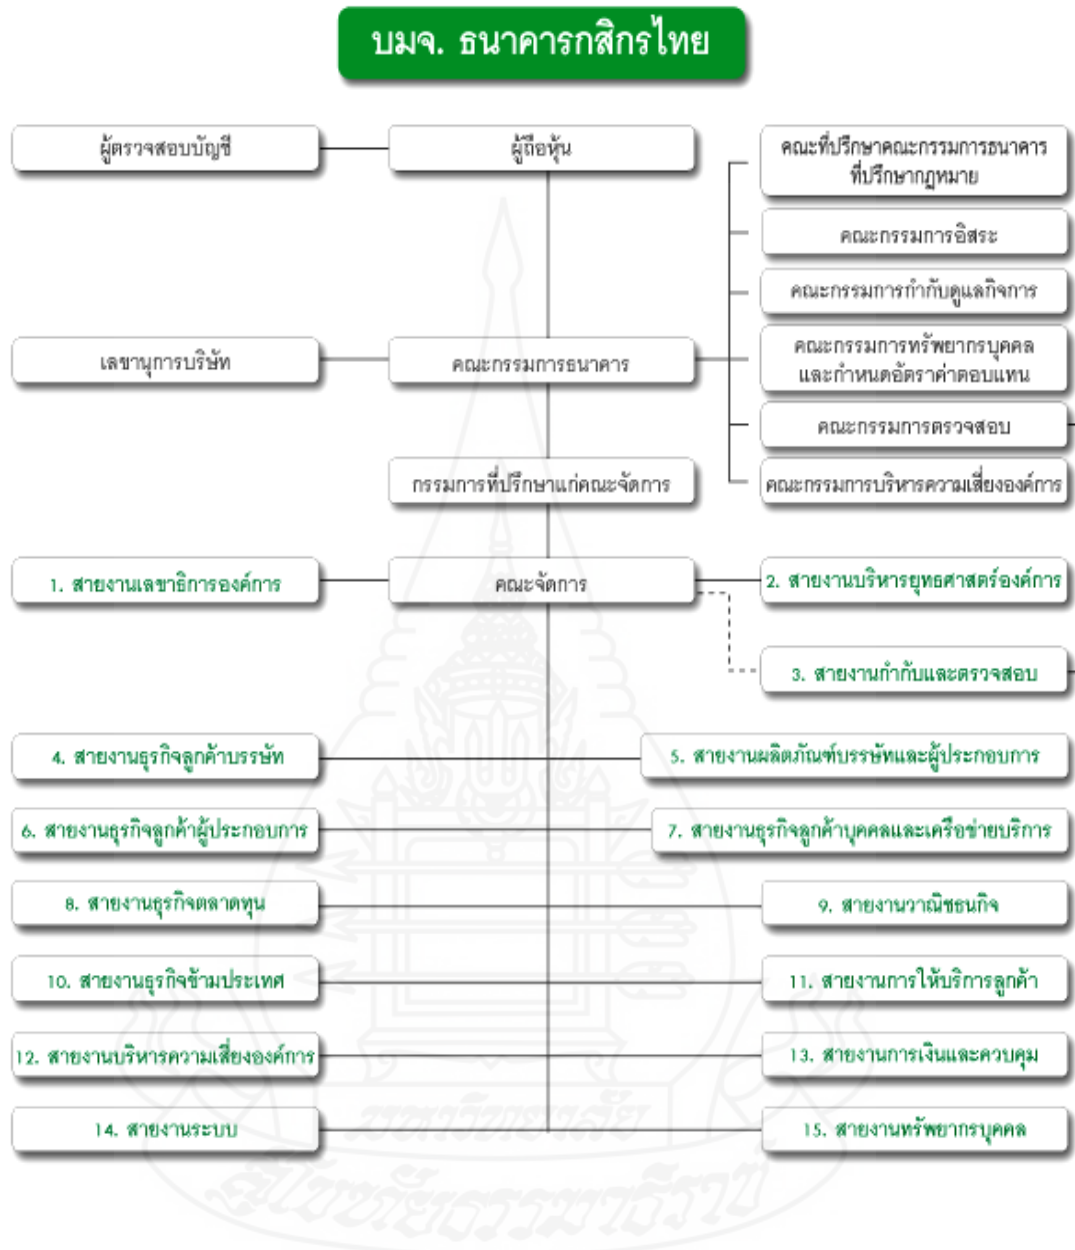 บมจ. ธนาคารกสิกรไทย
ผู้ตรวจสอบบัญชี
ผู้ถือหุ้น
คณะที่ปรึกษาคณะกรรมการธนาคาร
ที่ปรึกษากฎหมาย
คณะกรรมการอิสระ
คณะกรรมการกำกับดูแลกิจการ
เลขานุการบริษัท
คณะกรรมการธนาคาร
คณะกรรมการทรัพยากรบุคคล
และกำหนดอัตราค่าตอบแทน
คณะกรรมการตรวจสอบ
กรรมการที่ปรึกษาแก่คณะจัดการ
คณะกรรมการบริหารความเสี่ยงองค์การ
1. สายงานเลขาธิการองค์การ
คณะจัดการ
2. สายงานบริหารยุทธศาสตร์องค์การ
3. สายงานกำกับและตรวจสอบ
4. สายงานธุรกิจลูกค้าบรรษัท
5. สายงานผลิตภัณฑ์บรรษัทและผู้ประกอบการ
6. สายงานธุรกิจลูกค้าผู้ประกอบการ
7. สายงานธุรกิจลูกค้าบุคคลและเครือข่ายบริการ
8. สายงานธุรกิจตลาดทุน
9. สายงานวาณิชธนกิจ
10. สายงานธุรกิจข้ามประเทศ
11. สายงานการให้บริการลูกค้า
12. สายงานบริหารความเสี่ยงองค์การ
13. สายงานการเงินและควบคุม
14. สายงานระบบ
15. สายงานทรัพยากรบุคคล
มหาวิทยาลัย
สุโขทัยธรรมาธิราช